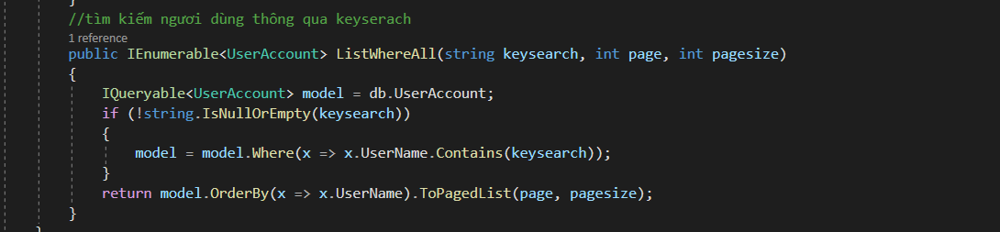 }
//tìm kiếm ngươi dùng thông qua keyserach
1 reference
public IEnumerable<UserAccount> ListWhereAll(string keysearch, int page, int pagesize)
{
IQueryable<UserAccount> model = db.UserAccount;
if (!string.IsNullOrEmpty(keysearch))
{
model = model.Where(x => x.UserName.Contains(keysearch));
}
return model.OrderBy(x => x.UserName).ToPagedList(page, pagesize);
}
}